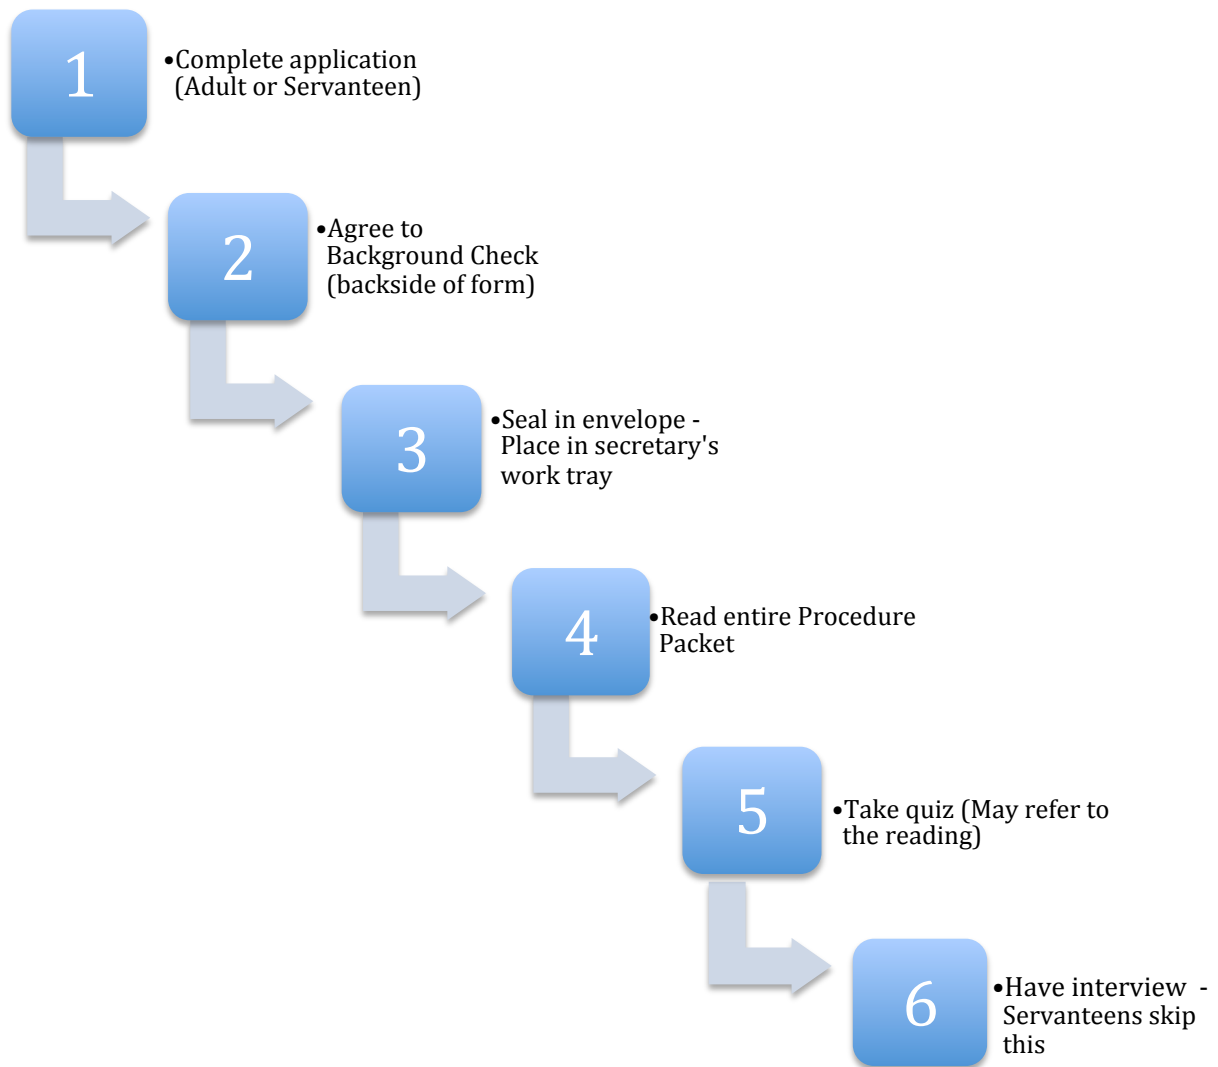 1
•Complete application
(Adult or Servanteen)
2
•Agree to
Background Check
(backside of form)
3
•Seal in envelope -
Place in secretary's
work tray
4
•Read entire Procedure
Packet
5
•Take quiz (May refer to
the reading)
6
•Have interview -
Servanteens skip
this